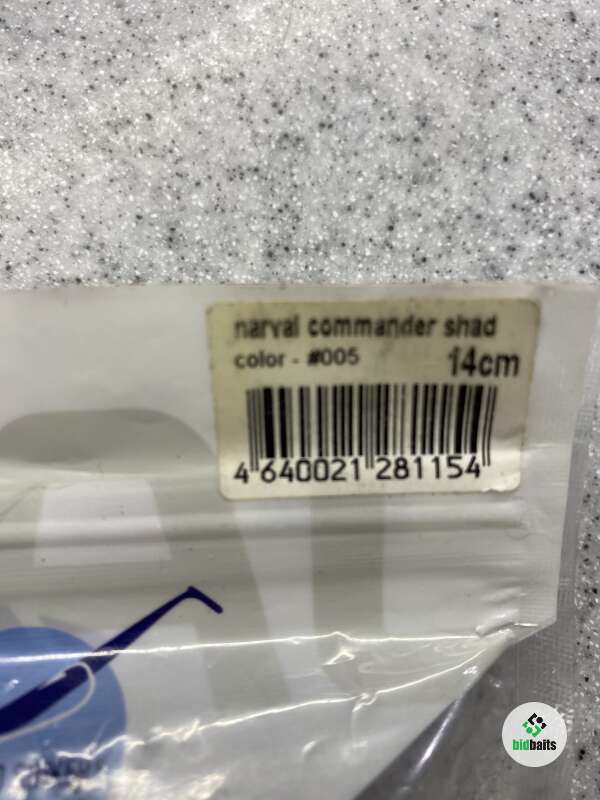 narval commander shad
color - #005
14cm
4 640021 281154
bidbaits